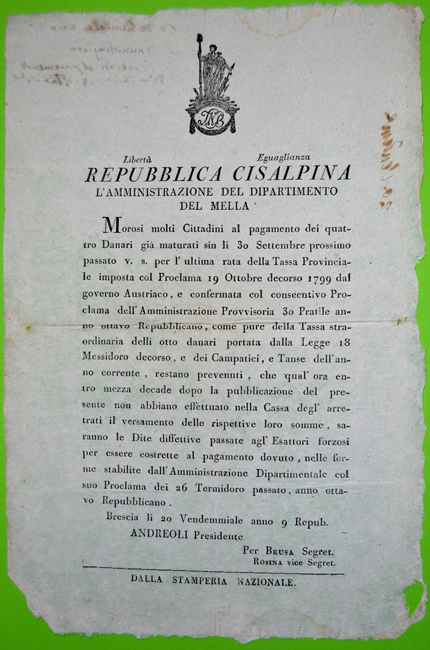 Libertà Eguaglianza
REPUBBLICA CISALPINA
L'AMMINISTRAZIONE DEL DIPARTIMENTO
DEL MELLA
Morosi molti Cittadini al pagamento dei quat-
tro Danari già maturati sin li 30 Settembre prossimo
passato v. s. per l'ultima rata della Tassa Provincia-
le imposta col Proclama 19 Ottobre decorso 1799 dal
governo Austriaco, e confermata col consecutivo Pro-
clama dell'Amministrazione Provvisoria 30 Pratile an-
no ottavo Repubblicano, come pure della Tassa stra-
ordinaria delli otto danari portata dalla Legge 18
Messidoro decorso, e dei Campatici, e Tanse dell'an-
no corrente, restano prevenuti, che qual'ora en-
tro mezza decade dopo la pubblicazione del pre-
sente non abbiano effettuato nella Cassa degl' arre-
trati il versamento delle rispettive loro somme, sa-
ranno le Dite diffettive passate agl'Esattori forzosi
per essere costrette al pagamento dovuto, nelle for-
me stabilite dall'Amministrazione Dipartimentale col
suo Proclama dei 26 Termidoro passato, anno otta-
vo Repubblicano.
Brescia li 20 Vendemmiale anno 9 Repub.
ANDREOLI Presidente
Per BRUSA Segret.
ROSINA vice Segret.
DALLA STAMPERIA NAZIONALE.